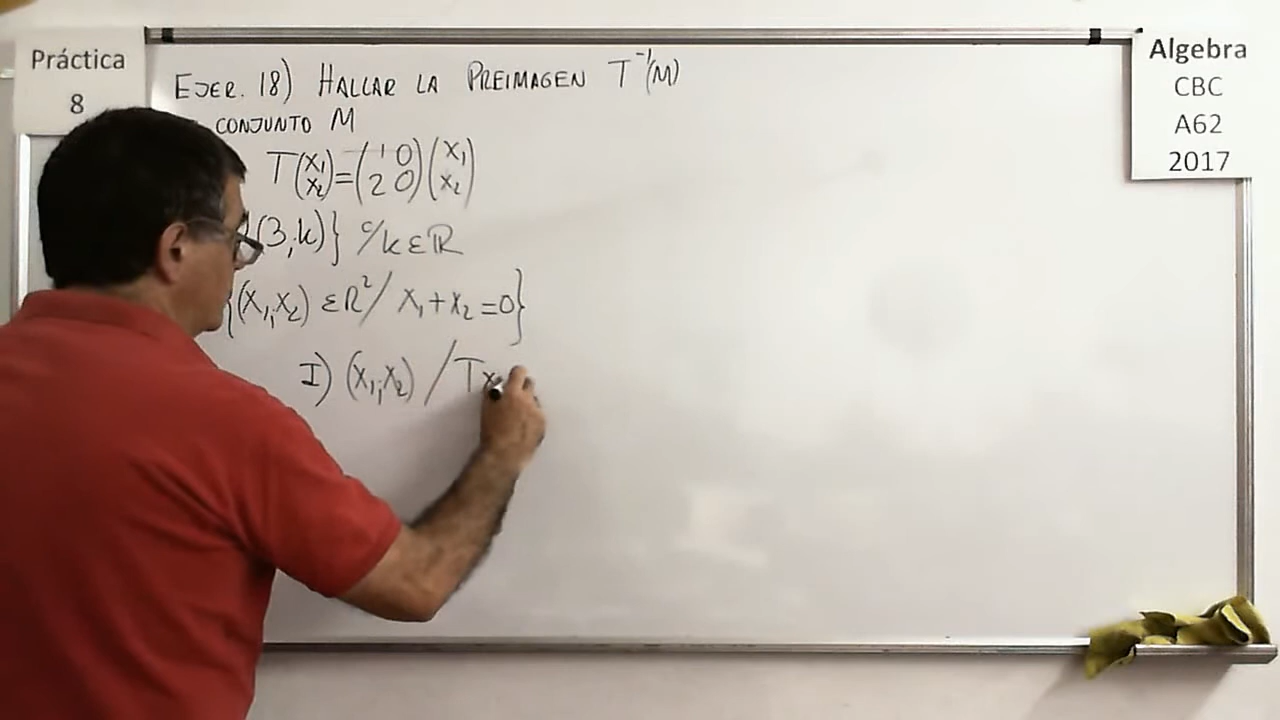 Práctica
8
EJER. 18) HALLAR LA PREIMAGEN T⁻¹(M)
CONJUNTO M
T(x₁ x₂)=(1 0 2 0)(x₁ x₂)
(3,k)} c/k ∈ ℝ
{(x₁,x₂) ∈ ℝ² / x₁+x₂=0}
I) (x₁,x₂) / Tx
Algebra
CBC
A62
2017